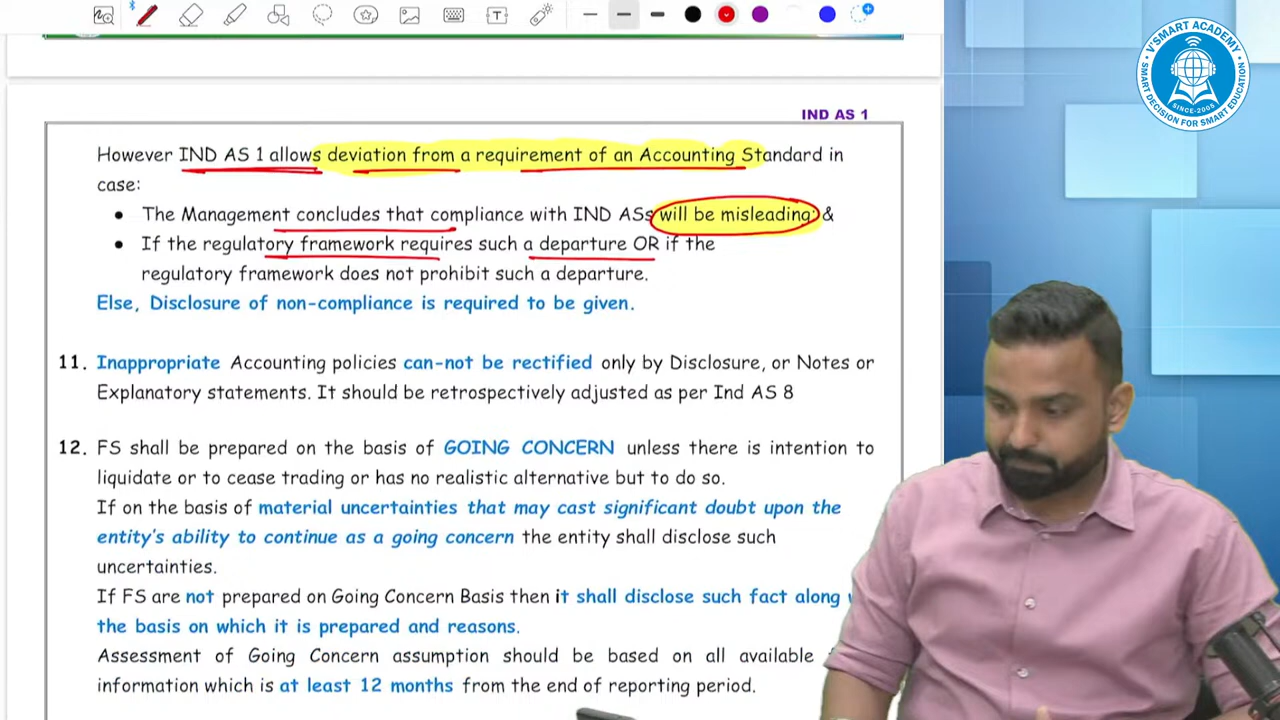 V'SMART ACADEMY
SINCE-2005
SMART DECISION FOR SMART EDUCATION
IND AS 1
However IND AS 1 allows deviation from a requirement of an Accounting Standard in
case:
• The Management concludes that compliance with IND ASs will be misleading; &
• If the regulatory framework requires such a departure OR if the
regulatory framework does not prohibit such a departure.
Else, Disclosure of non-compliance is required to be given.
11. Inappropriate Accounting policies can-not be rectified only by Disclosure, or Notes or
Explanatory statements. It should be retrospectively adjusted as per Ind AS 8
12. FS shall be prepared on the basis of GOING CONCERN unless there is intention to
liquidate or to cease trading or has no realistic alternative but to do so.
If on the basis of material uncertainties that may cast significant doubt upon the
entity's ability to continue as a going concern the entity shall disclose such
uncertainties.
If FS are not prepared on Going Concern Basis then it shall disclose such fact along
the basis on which it is prepared and reasons.
Assessment of Going Concern assumption should be based on all available
information which is at least 12 months from the end of reporting period.